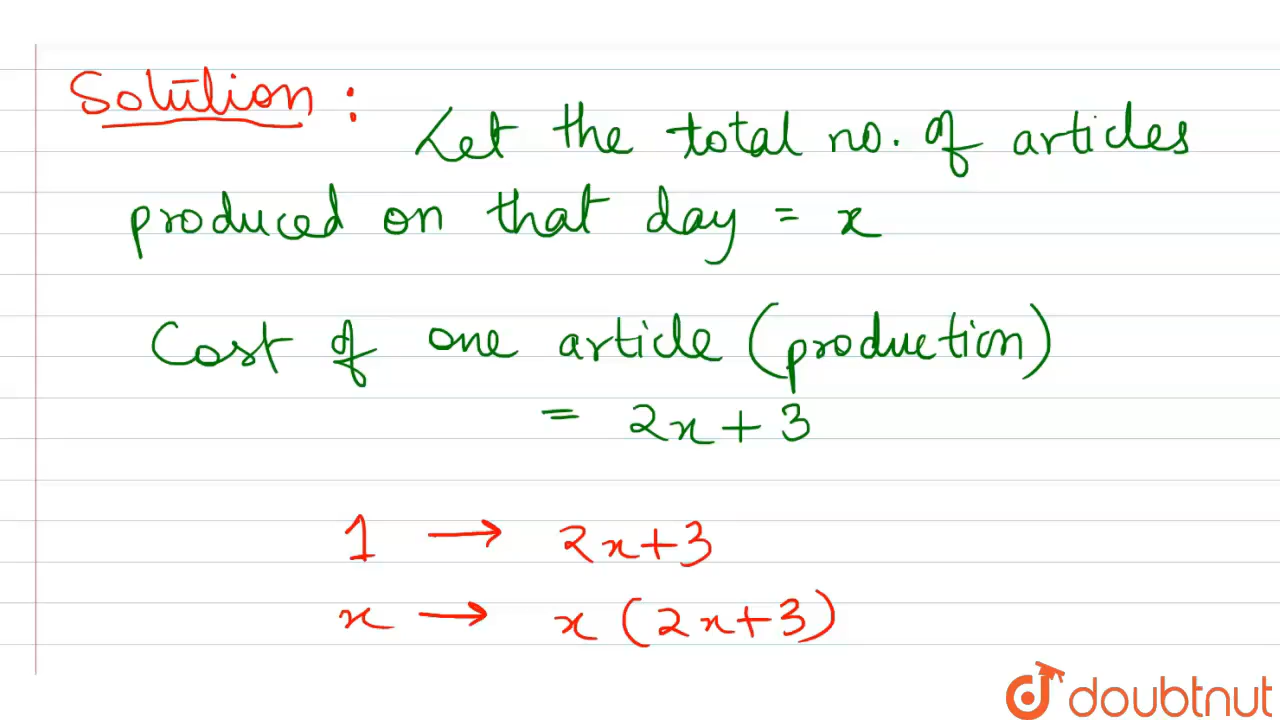 Solution :
Let the total no. of articles
produced on that day = x
Cost of one article (production)
= 2x + 3
1 → 2x+3
x → x (2x+3)
doubtnut